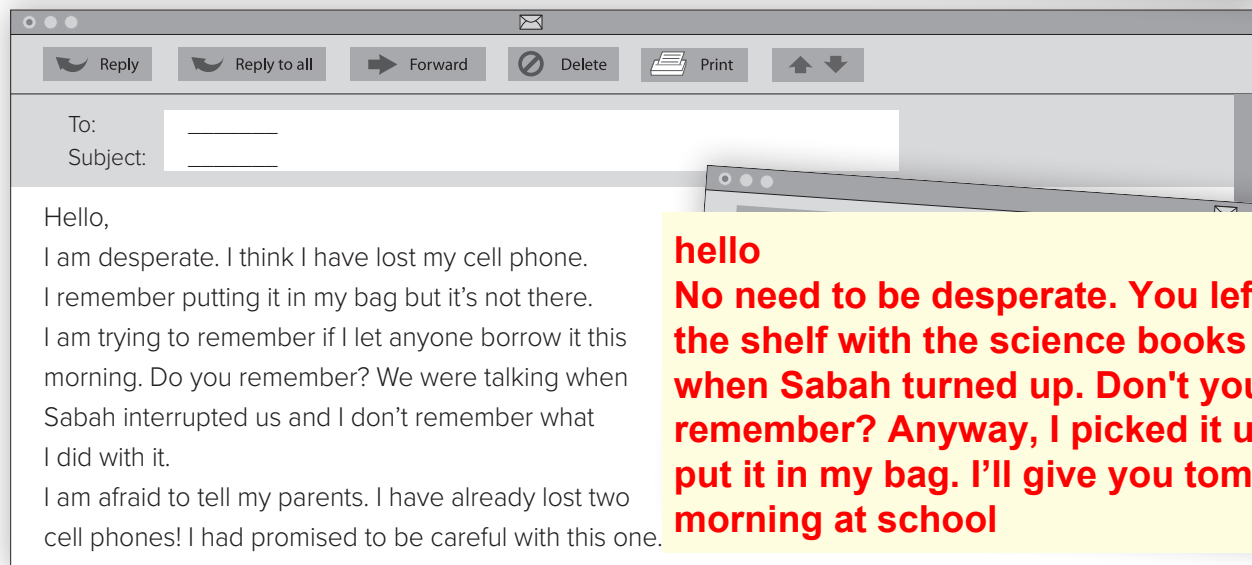 Reply Reply to all Forward Delete Print
To: _______
Subject: _______
Hello,
I am desperate. I think I have lost my cell phone.
I remember putting it in my bag but it’s not there.
I am trying to remember if I let anyone borrow it this
morning. Do you remember? We were talking when
Sabah interrupted us and I don’t remember what
I did with it.
I am afraid to tell my parents. I have already lost two
cell phones! I had promised to be careful with this one.
hello
No need to be desperate. You lef
the shelf with the science books
when Sabah turned up. Don't you
remember? Anyway, I picked it u
put it in my bag. I’ll give you tom
morning at school